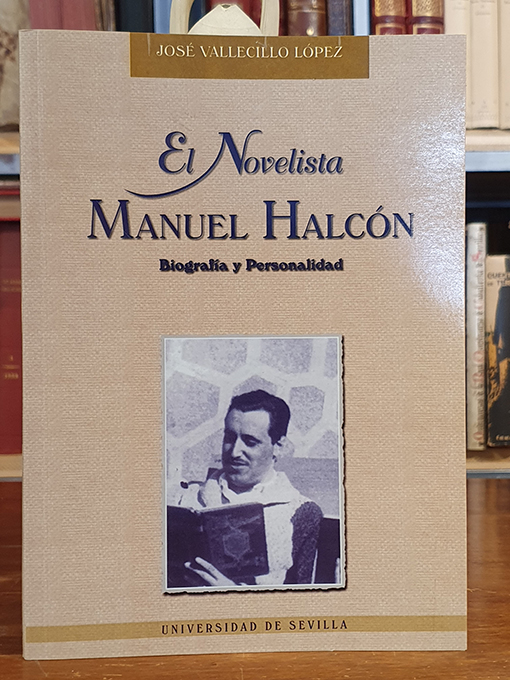 JOSÉ VALLECILLO LÓPEZ
El Novelista
MANUEL HALCÓN
Biografía y Personalidad
UNIVERSIDAD DE SEVILLA